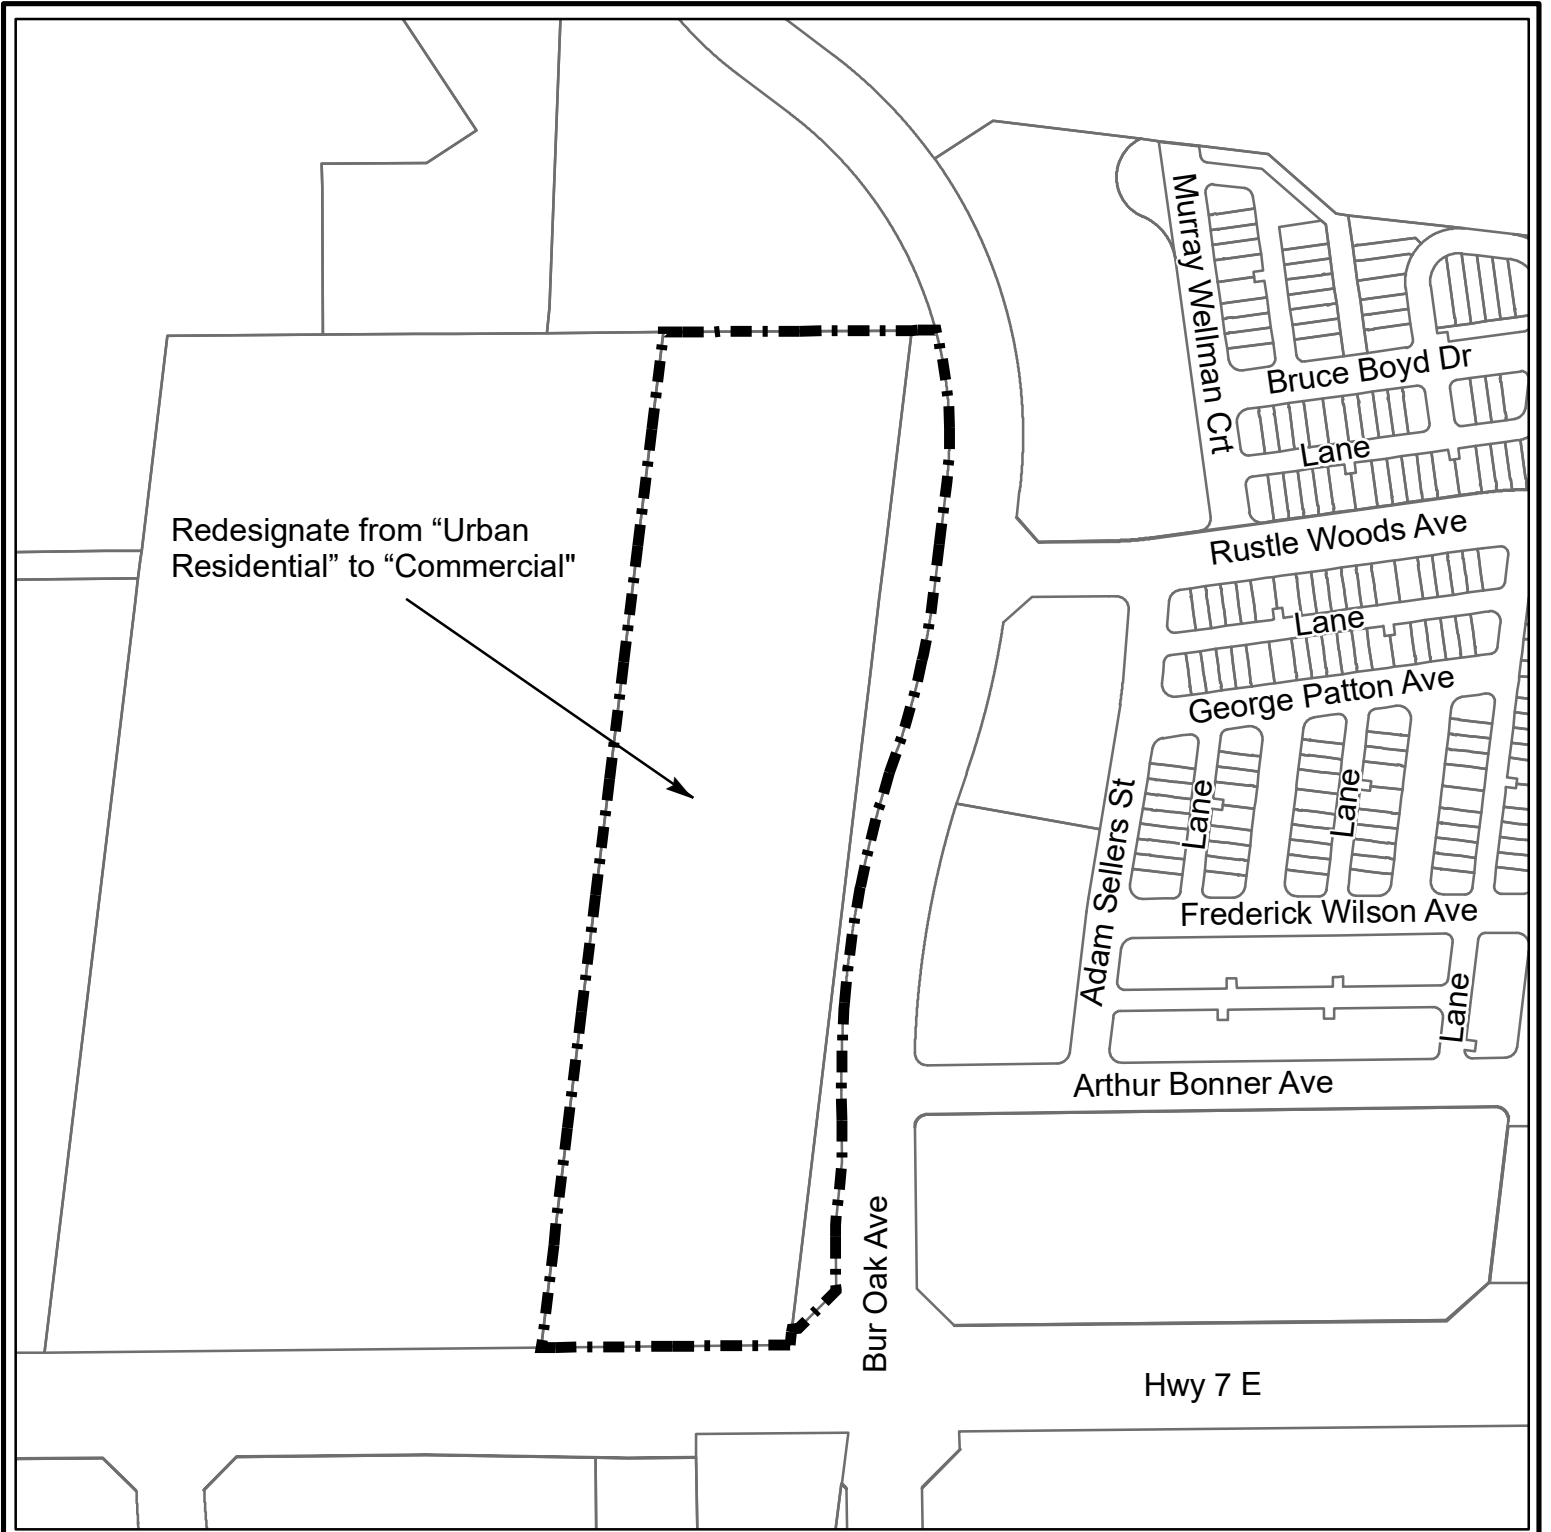 Murray Wellman Crt
Bruce Boyd Dr
Lane
Redesignate from “Urban
Residential” to “Commercial"
Rustle Woods Ave
Lane
George Patton Ave
Adam Sellers St
Lane
Lane
Frederick Wilson Ave
Lane
Arthur Bonner Ave
Bur Oak Ave
Hwy 7 E